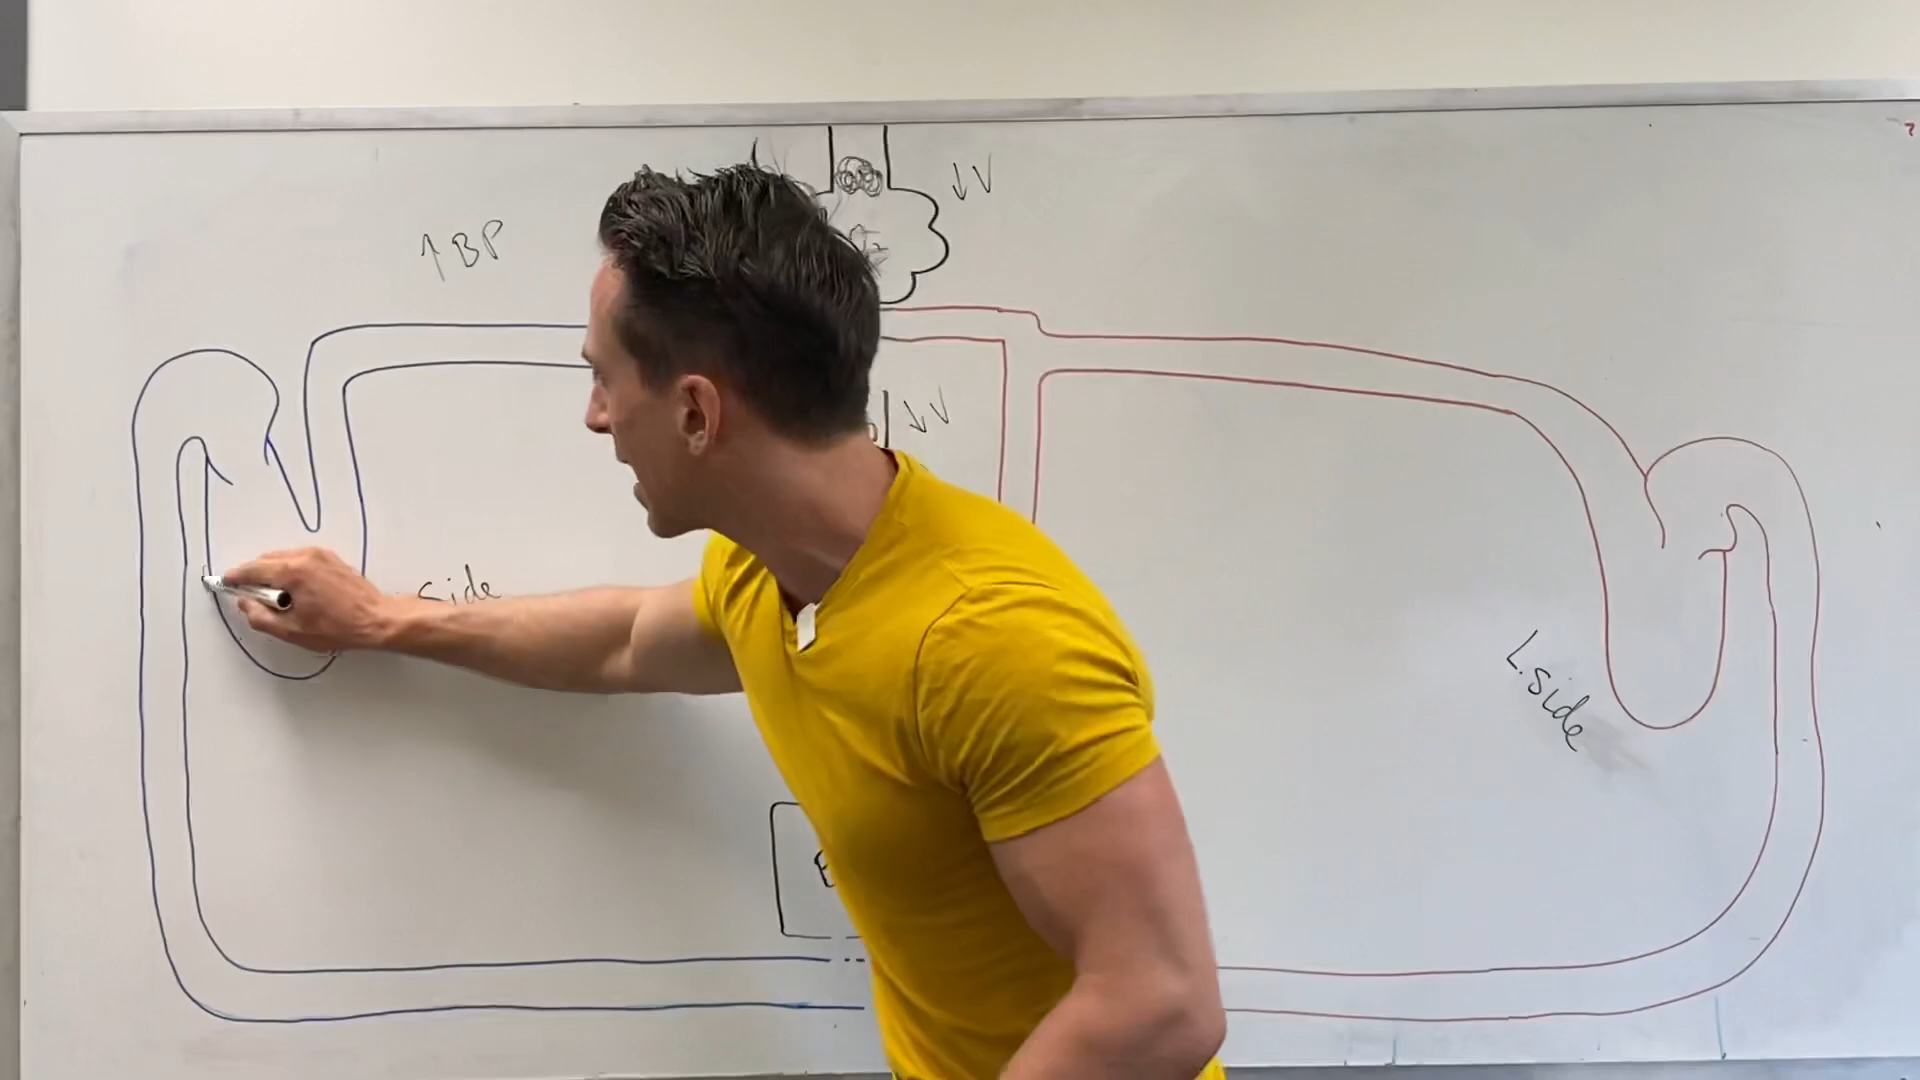 ↓V
↑BP
↓V
side
L.side